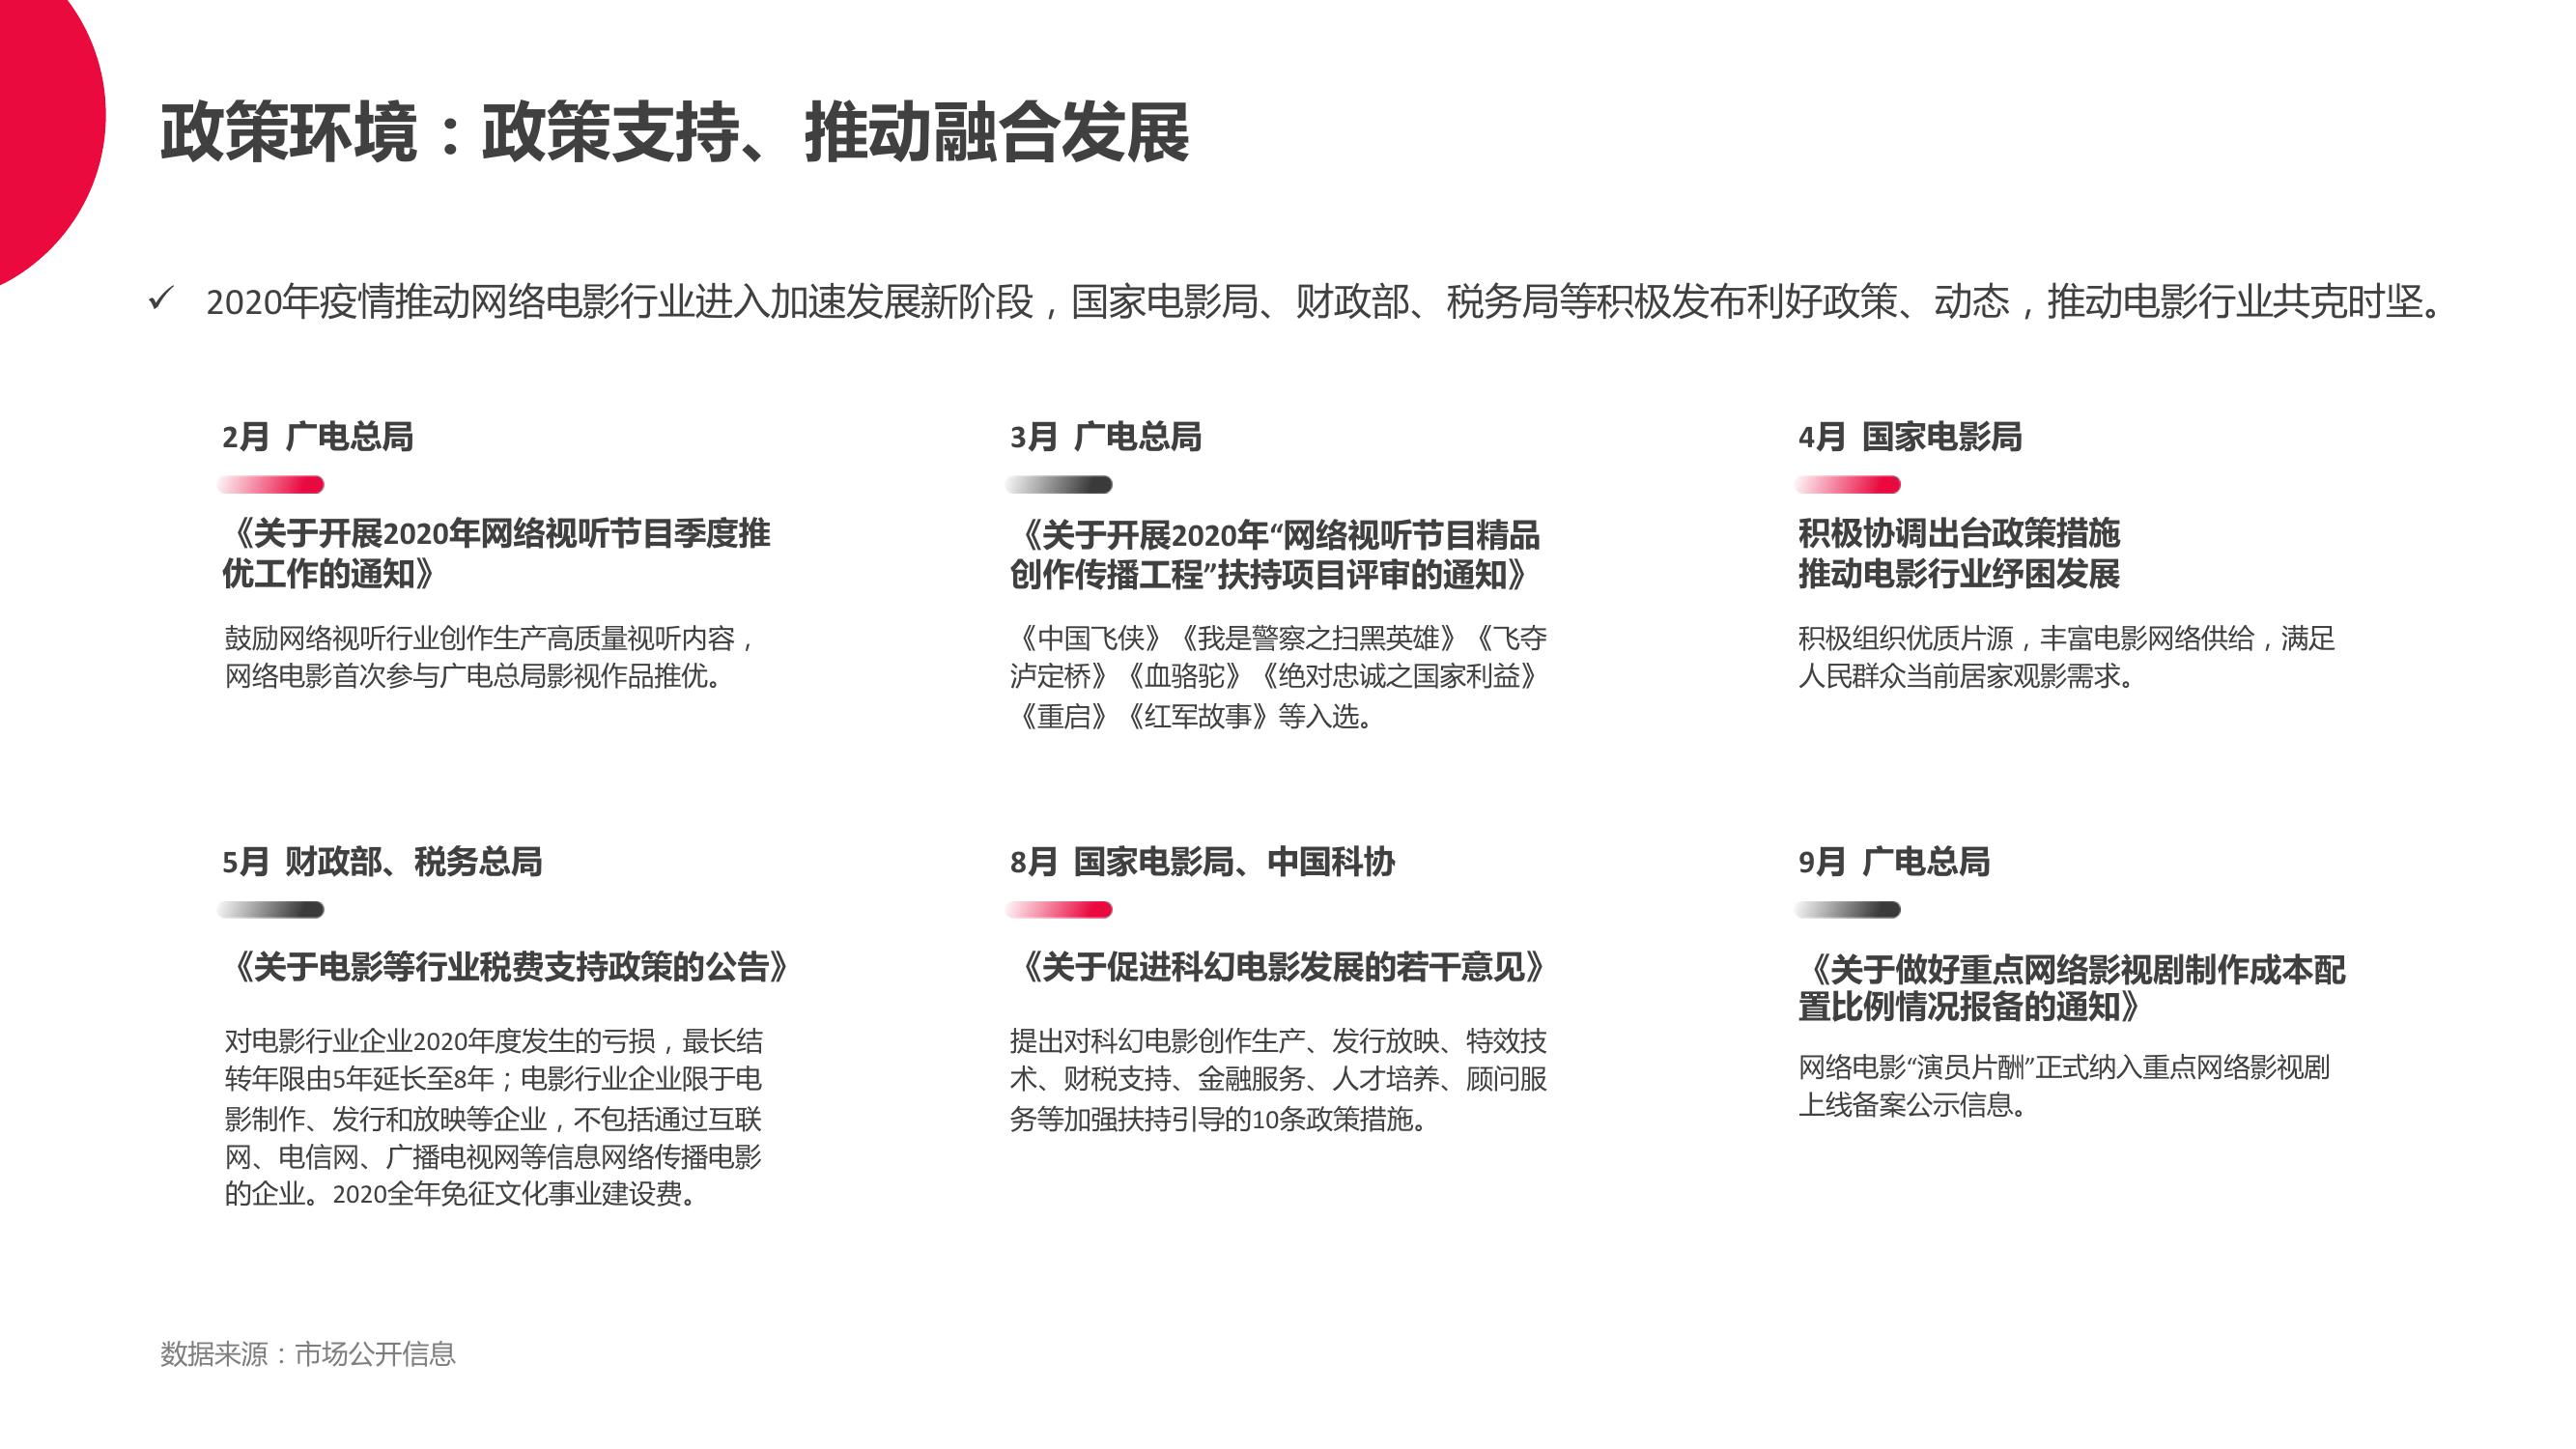 政策环境：政策支持、推动融合发展
✓ 2020年疫情推动网络电影行业进入加速发展新阶段，国家电影局、财政部、税务局等积极发布利好政策、动态，推动电影行业共克时坚。
2月 广电总局
《关于开展2020年网络视听节目季度推
优工作的通知》
鼓励网络视听行业创作生产高质量视听内容，
网络电影首次参与广电总局影视作品推优。
3月 广电总局
《关于开展2020年“网络视听节目精品
创作传播工程”扶持项目评审的通知》
《中国飞侠》《我是警察之扫黑英雄》《飞夺
泸定桥》《血骆驼》《绝对忠诚之国家利益》
《重启》《红军故事》等入选。
4月 国家电影局
积极协调出台政策措施
推动电影行业纾困发展
积极组织优质片源，丰富电影网络供给，满足
人民群众当前居家观影需求。
5月 财政部、税务总局
《关于电影等行业税费支持政策的公告》
对电影行业企业2020年度发生的亏损，最长结
转年限由5年延长至8年；电影行业企业限于电
影制作、发行和放映等企业，不包括通过互联
网、电信网、广播电视网等信息网络传播电影
的企业。2020全年免征文化事业建设费。
8月 国家电影局、中国科协
《关于促进科幻电影发展的若干意见》
提出对科幻电影创作生产、发行放映、特效技
术、财税支持、金融服务、人才培养、顾问服
务等加强扶持引导的10条政策措施。
9月 广电总局
《关于做好重点网络影视剧制作成本配
置比例情况报备的通知》
网络电影“演员片酬”正式纳入重点网络影视剧
上线备案公示信息。
数据来源：市场公开信息